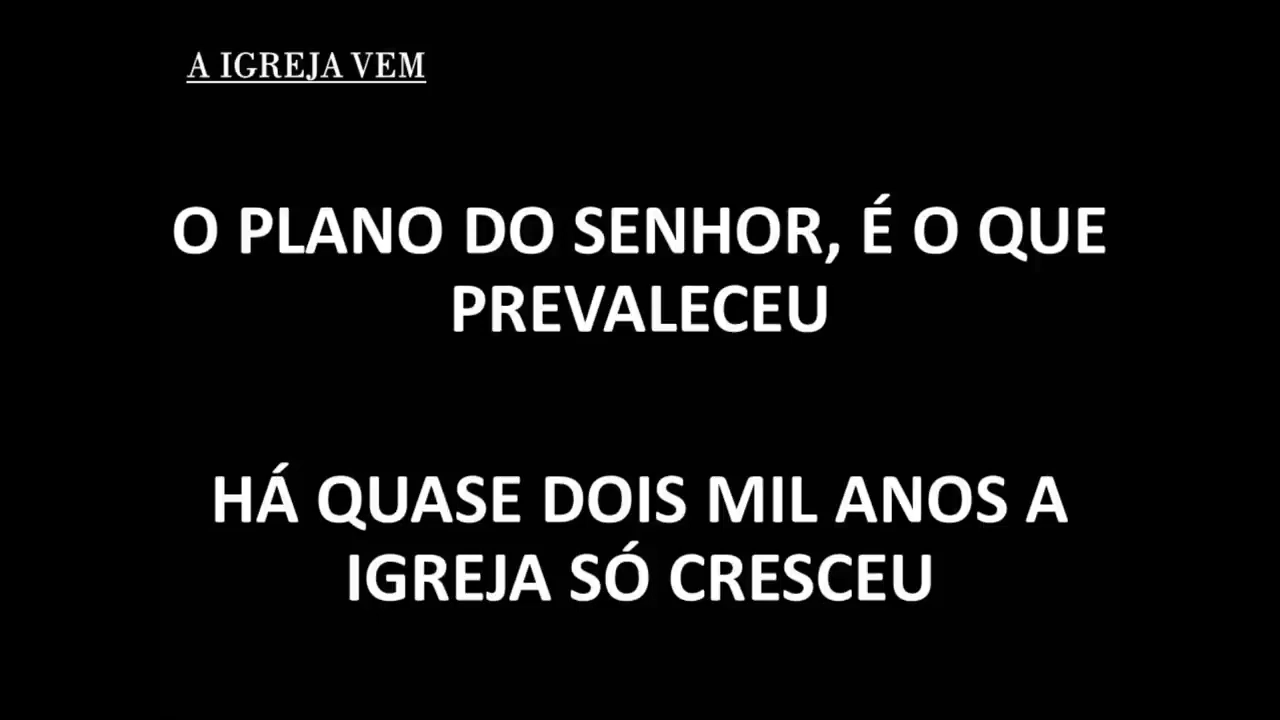 A IGREJA VEM
O PLANO DO SENHOR, É O QUE
PREVALECEU
HÁ QUASE DOIS MIL ANOS A
IGREJA SÓ CRESCEU